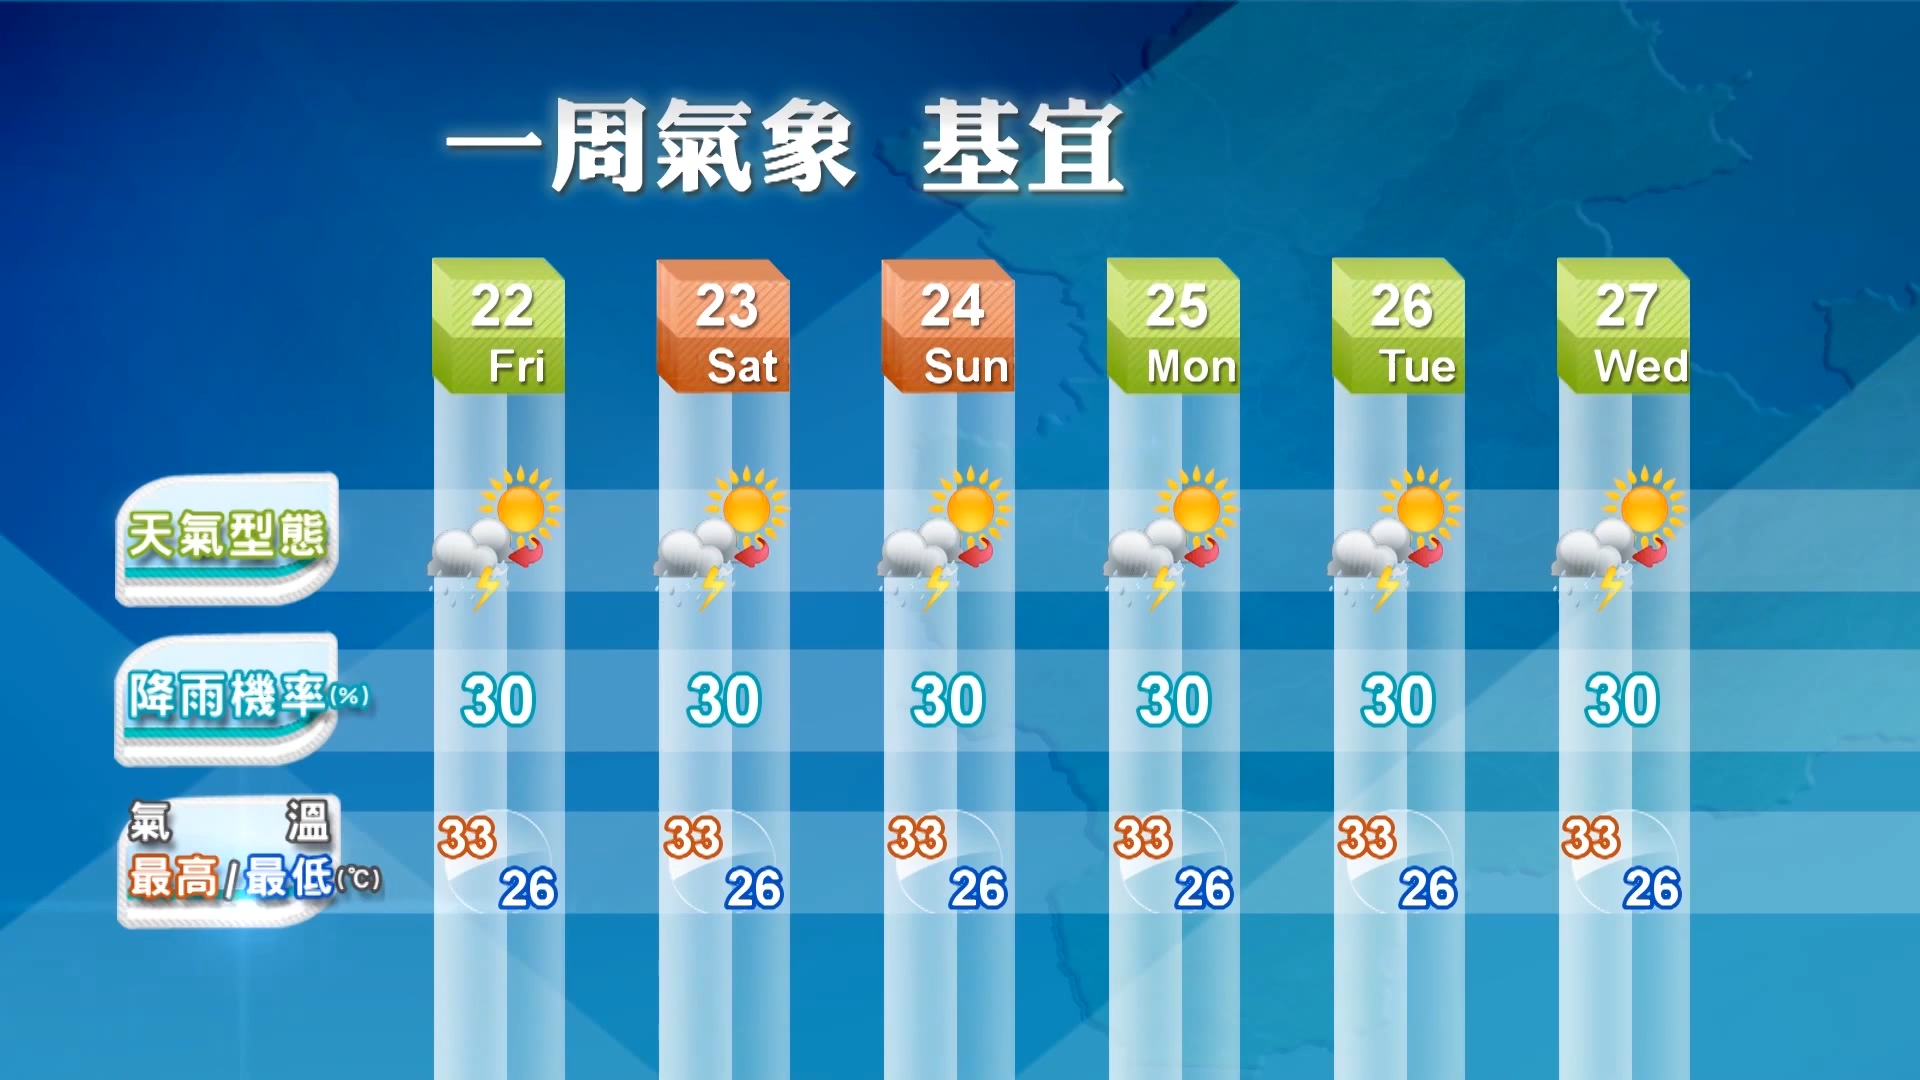 一周氣象 基宜
22 23 24 25 26 27
Fri Sat Sun Mon Tue Wed
天氣型態
降雨機率(%) 30 30 30 30 30 30
氣溫
最高/最低(℃)
33 33 33 33 33 33
26 26 26 26 26 26